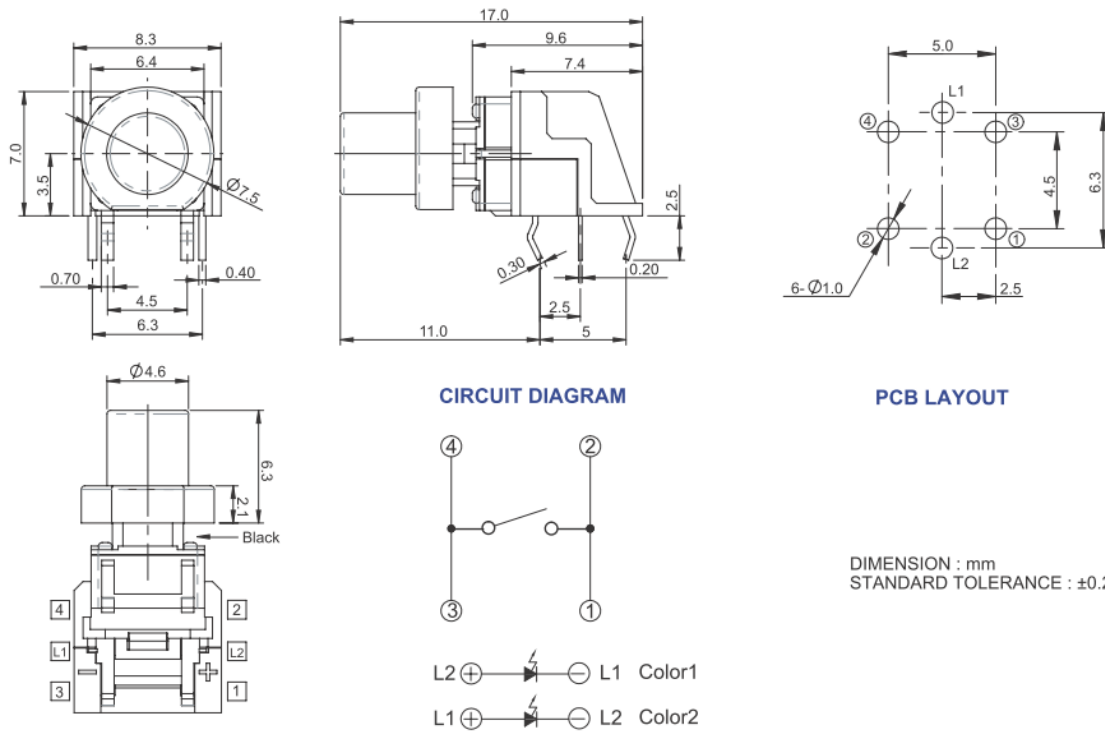 8.3
6.4
7.0
3.5
Φ7.5
0.70
0.40
4.5
6.3
17.0
9.6
7.4
2.5
0.30
0.20
2.5
11.0
5
5.0
L1
④
③
4.5
6.3
②
①
L2
6-Φ1.0
2.5
Φ4.6
6.3
2.1
Black
4
2
L1
L2
3
1
CIRCUIT DIAGRAM
④
②
③
①
L2 ⊕ ⊖ L1 Color1
L1 ⊕ ⊖ L2 Color2
PCB LAYOUT
DIMENSION : mm
STANDARD TOLERANCE : ±0.2